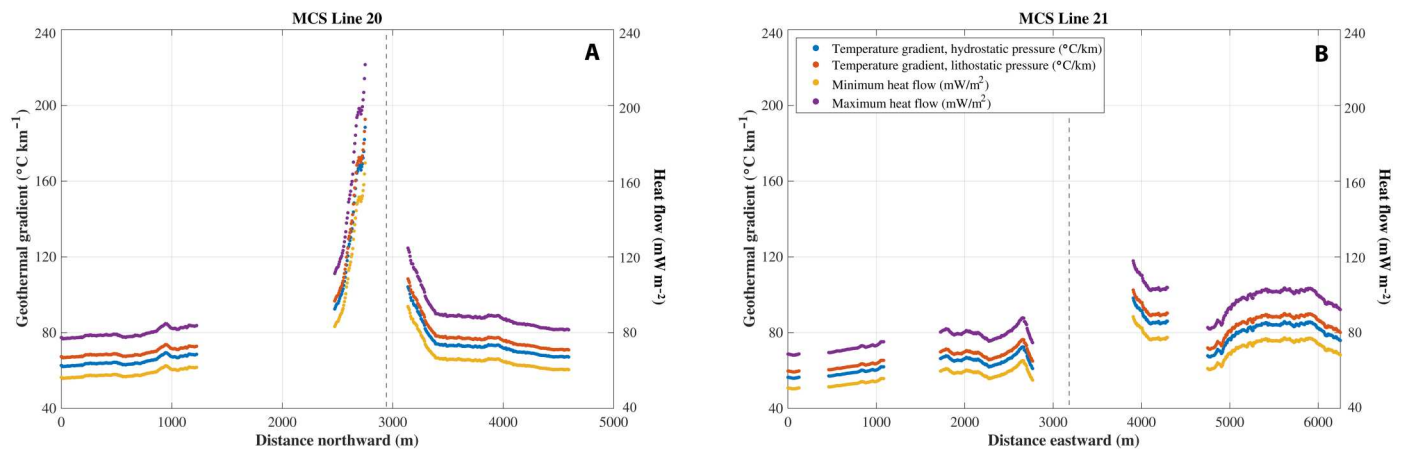 MCS Line 20
A
240
200
160
120
80
40
Geothermal gradient (°C km⁻¹)
240
200
160
120
80
40
Heat flow (mW m⁻²)
0 1000 2000 3000 4000 5000
Distance northward (m)
MCS Line 21
B
Temperature gradient, hydrostatic pressure (°C/km)
Temperature gradient, lithostatic pressure (°C/km)
Minimum heat flow (mW/m²)
Maximum heat flow (mW/m²)
240
200
160
120
80
40
Geothermal gradient (°C km⁻¹)
240
200
160
120
80
40
Heat flow (mW m⁻²)
0 1000 2000 3000 4000 5000 6000
Distance eastward (m)